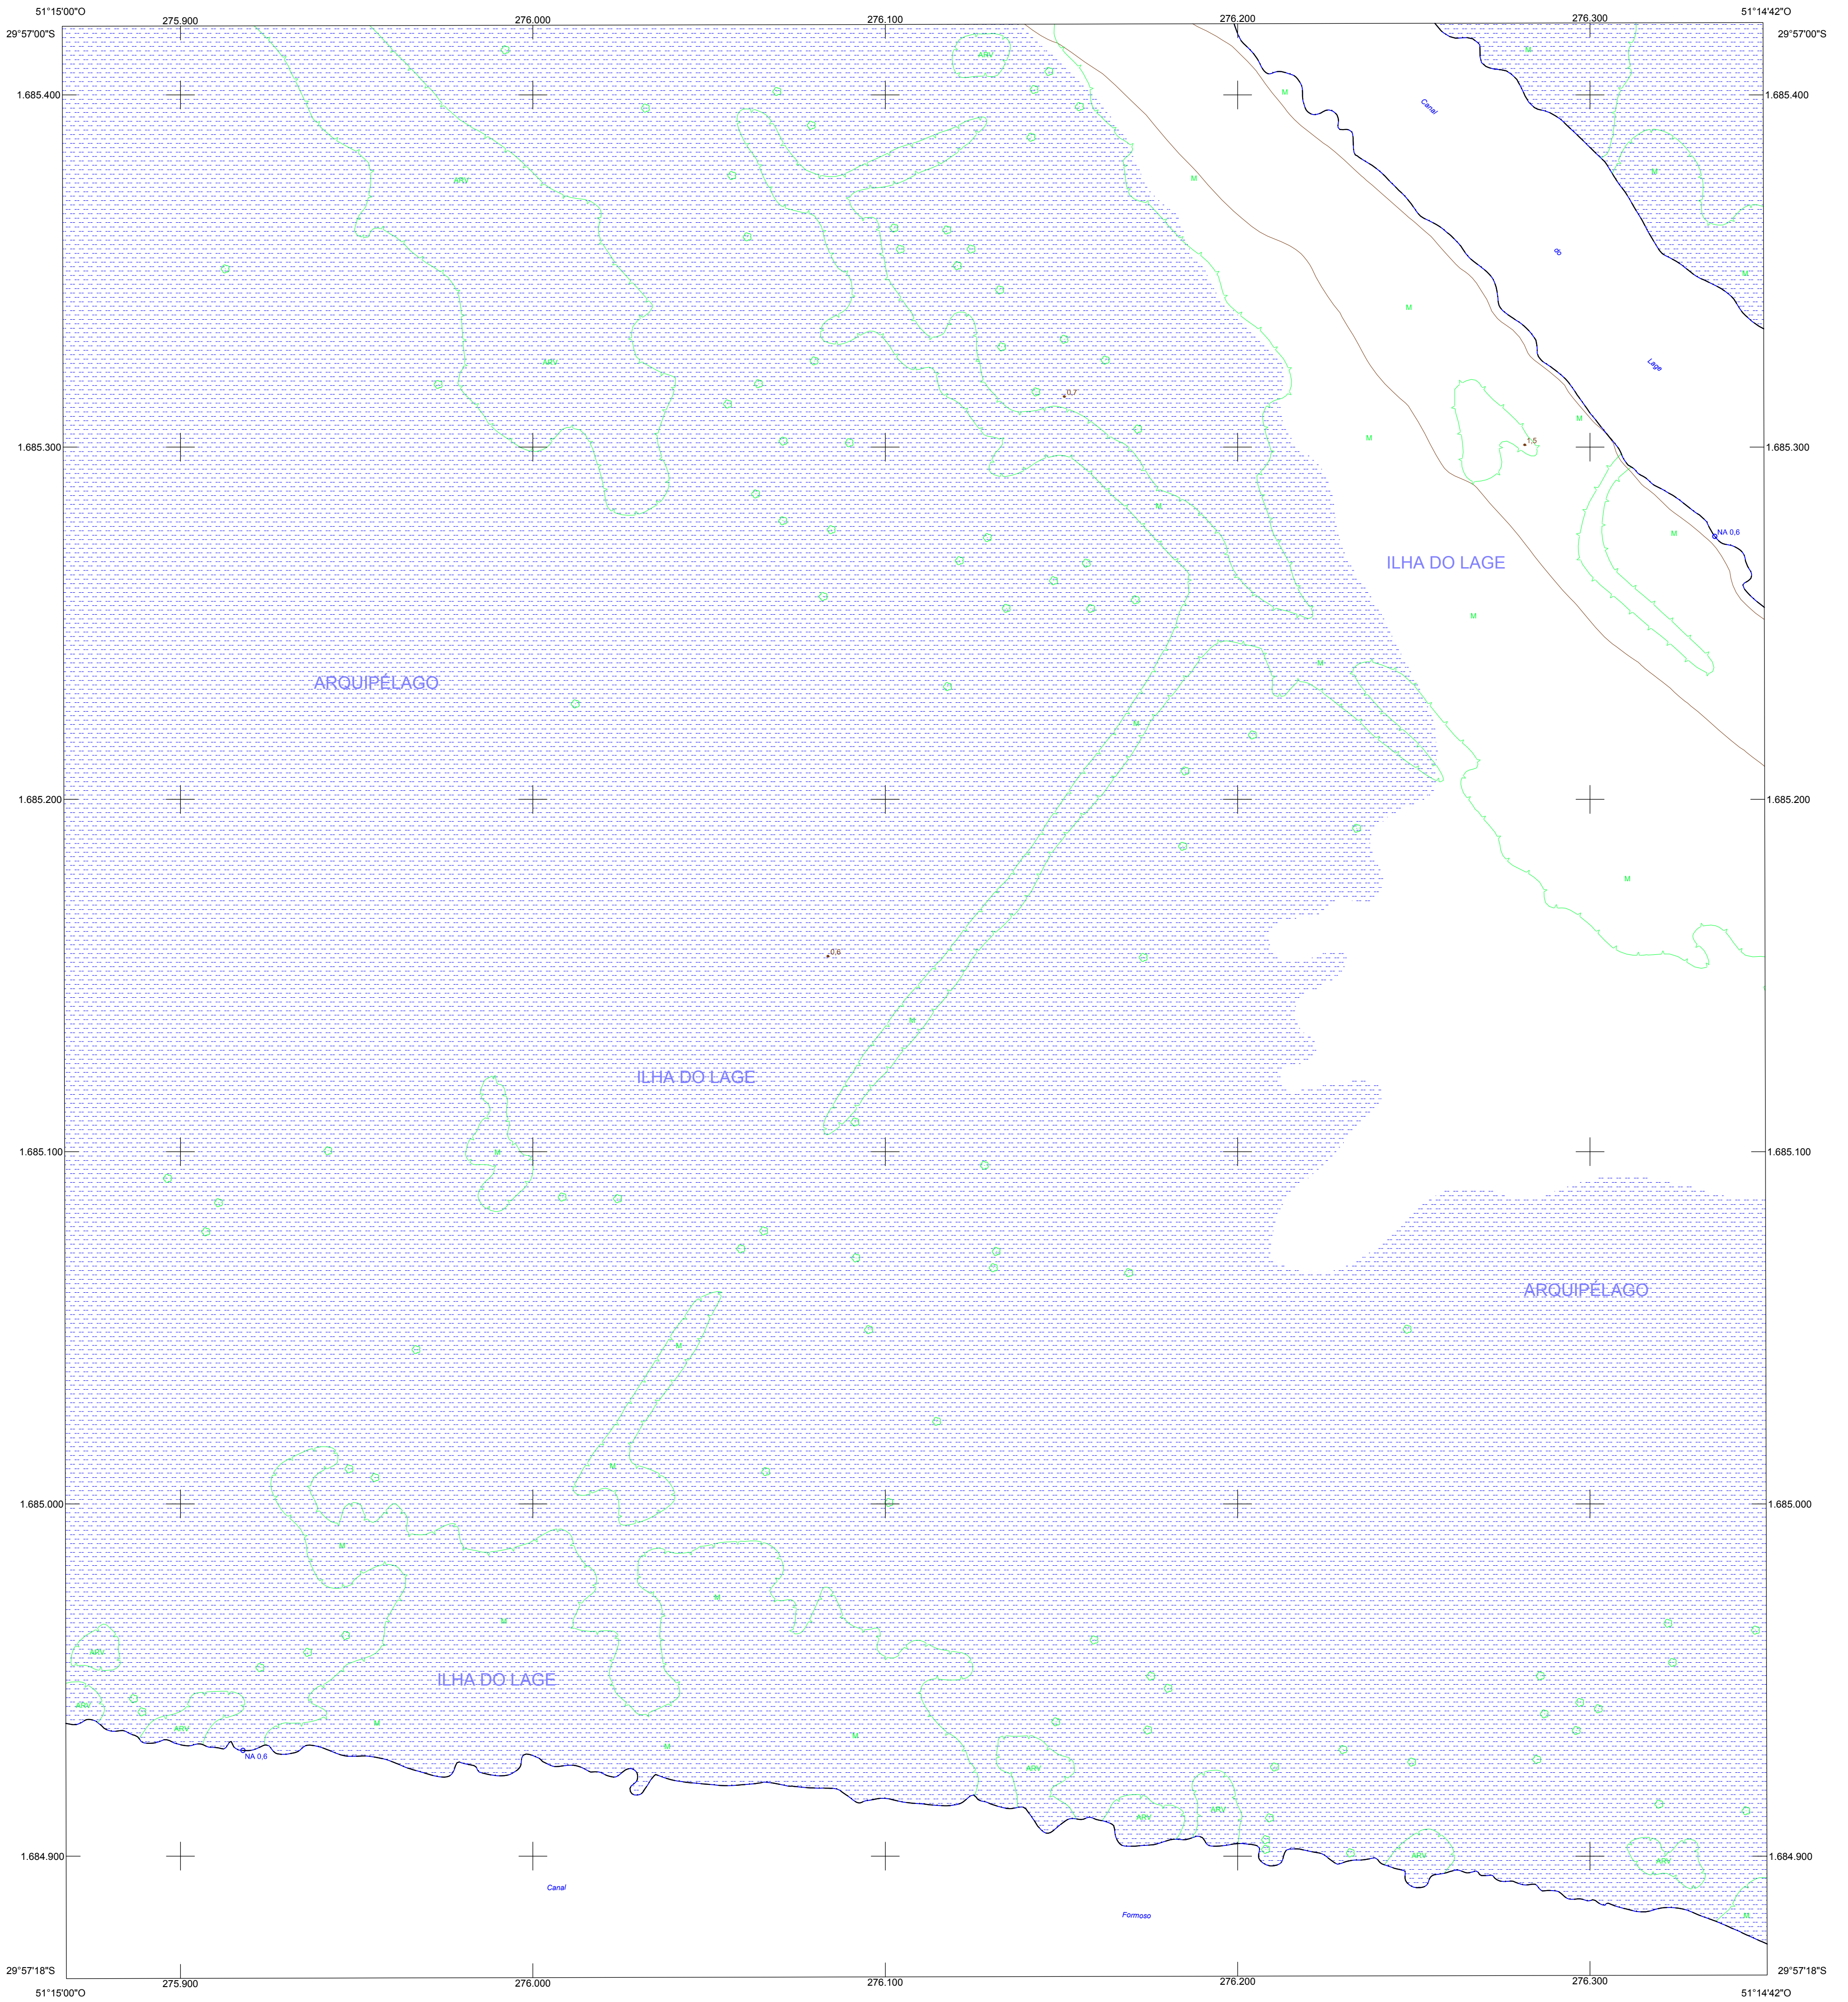 51°15'00"O
275.900
276.000
276.100
276.200
276.300
51°14'42"O
29°57'00"S
29°57'00"S
M
ARV
M
1.685.400
1.685.400
Canal
M
M
ARV
M
do
M
M
ARV
Lage
0,7
M
M
1,5
1.685.300
1.685.300
M
M
NA 0,6
ILHA DO LAGE
M
M
ARQUIPÉLAGO
M
1.685.200
1.685.200
M
0,6
M
ILHA DO LAGE
1.685.100
1.685.100
M
ARQUIPÉLAGO
M
M
1.685.000
1.685.000
M
M
M
ARV
ILHA DO LAGE
ARV
M
ARV
M
M
NA 0,6
ARV
ARV
ARV
1.684.900
1.684.900
ARV
ARV
Canal
Formoso
M
29°57'18"S
29°57'18"S
275.900
276.000
276.100
276.200
276.300
51°15'00"O
51°14'42"O